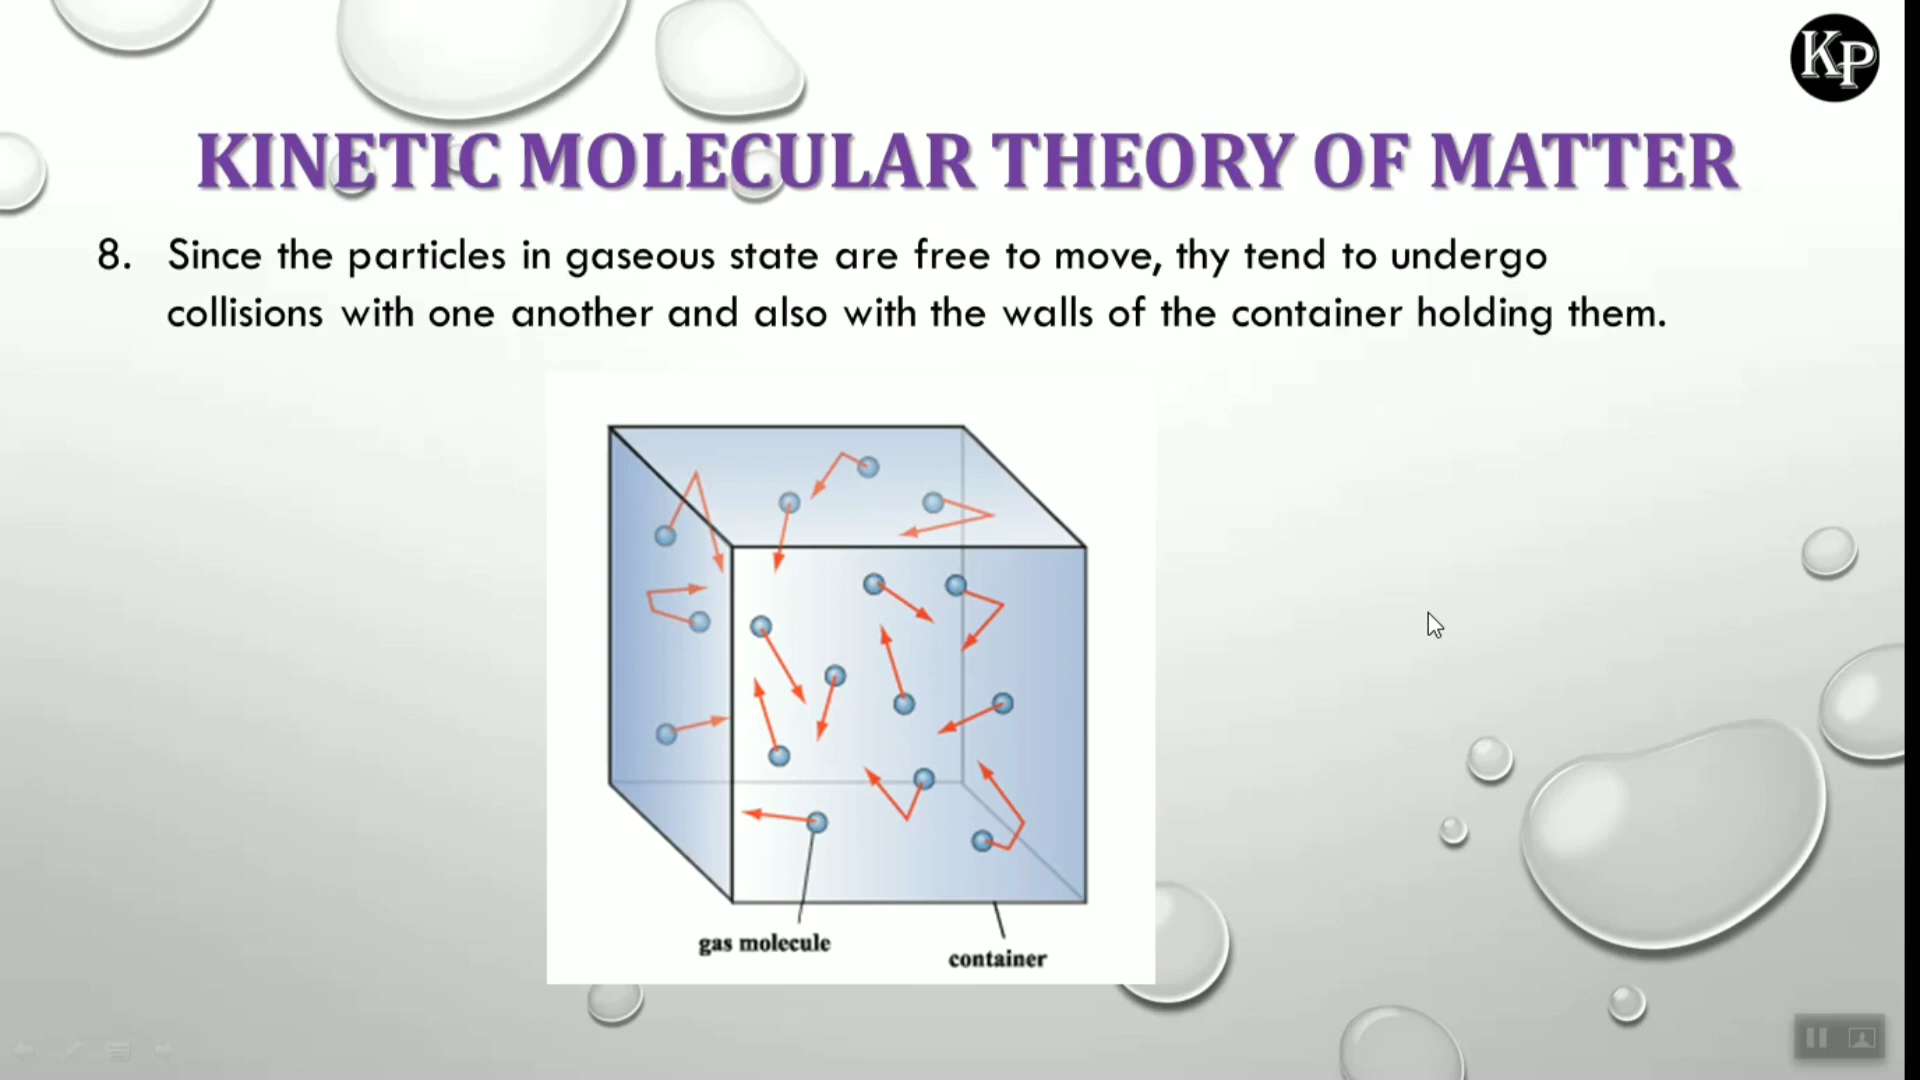 KP
KINETIC MOLECULAR THEORY OF MATTER
8. Since the particles in gaseous state are free to move, thy tend to undergo
collisions with one another and also with the walls of the container holding them.
gas molecule
container